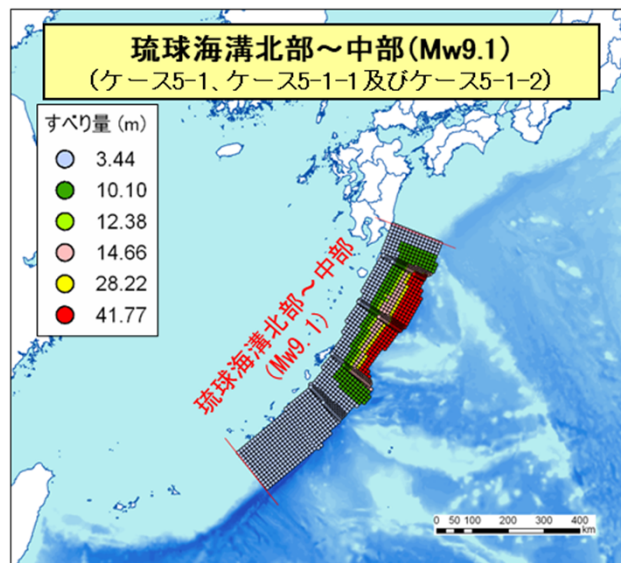 琉球海溝北部～中部(Mw9.1)
(ケース5-1、ケース5-1-1及びケース5-1-2)
すべり量 (m)
3.44
10.10
12.38
14.66
28.22
41.77
琉球海溝北部～中部
(Mw9.1)
0 50 100 200 300 400
km